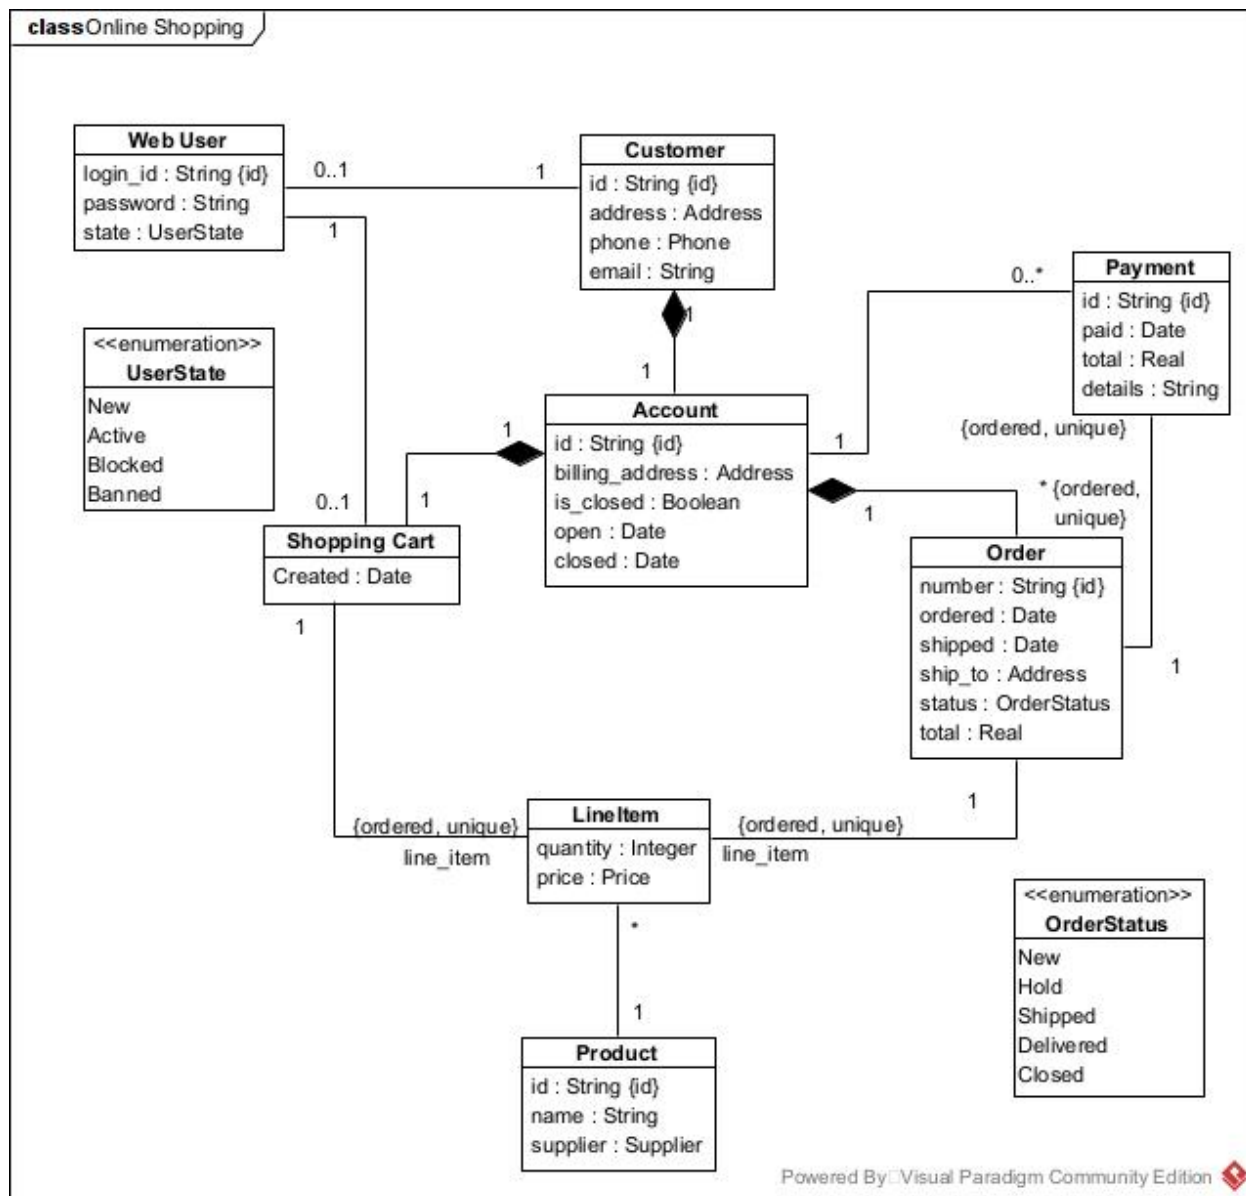 class Online Shopping
Web User
login_id : String {id}
password : String
state : UserState
0..1
1
1
Customer
id : String {id}
address : Address
phone : Phone
email : String
1
1
Payment
id : String {id}
paid : Date
total : Real
details : String
0..*
{ordered, unique}
<<enumeration>>
UserState
New
Active
Blocked
Banned
Account
id : String {id}
billing_address : Address
is_closed : Boolean
open : Date
closed : Date
1
1
1
* {ordered,
unique}
0..1
1
Shopping Cart
Created : Date
1
Order
number : String {id}
ordered : Date
shipped : Date
ship_to : Address
status : OrderStatus
total : Real
1
1
{ordered, unique}
line_item
LineItem
quantity : Integer
price : Price
{ordered, unique}
line_item
*
1
Product
id : String {id}
name : String
supplier : Supplier
<<enumeration>>
OrderStatus
New
Hold
Shipped
Delivered
Closed
Powered By Visual Paradigm Community Edition